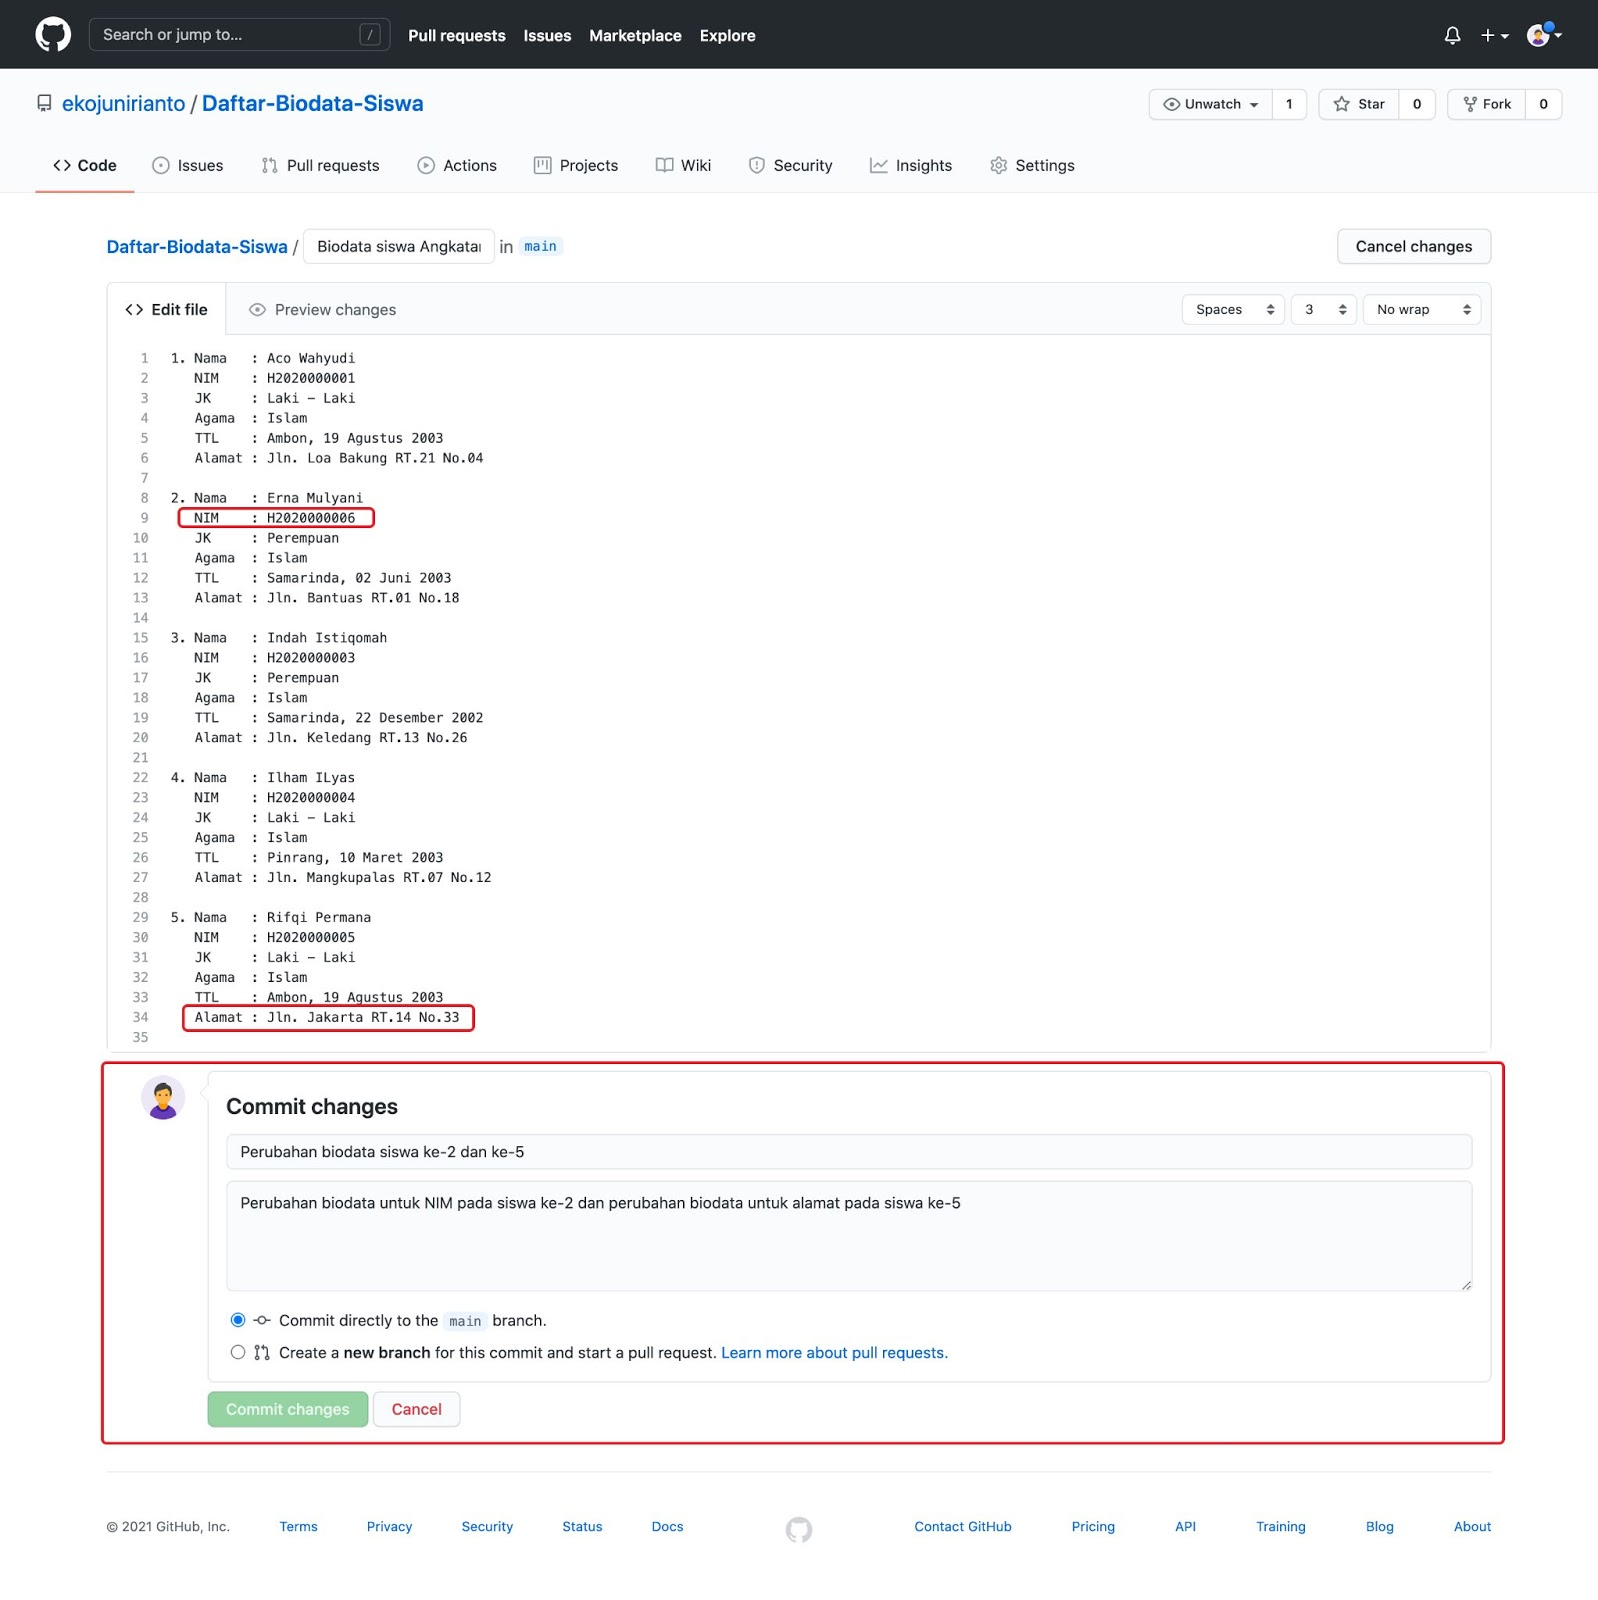 Search or jump to... / Pull requests Issues Marketplace Explore
ekojunirianto / Daftar-Biodata-Siswa Unwatch 1 Star 0 Fork 0
Code Issues Pull requests Actions Projects Wiki Security Insights Settings
Daftar-Biodata-Siswa / Biodata siswa Angkata in main Cancel changes
Edit file Preview changes Spaces 3 No wrap
1 1. Nama : Aco Wahyudi
2 NIM : H2020000001
3 JK : Laki - Laki
4 Agama : Islam
5 TTL : Ambon, 19 Agustus 2003
6 Alamat : Jln. Loa Bakung RT.21 No.04
7
8 2. Nama : Erna Mulyani
9 NIM : H2020000006
10 JK : Perempuan
11 Agama : Islam
12 TTL : Samarinda, 02 Juni 2003
13 Alamat : Jln. Bantuas RT.01 No.18
14
15 3. Nama : Indah Istiqomah
16 NIM : H2020000003
17 JK : Perempuan
18 Agama : Islam
19 TTL : Samarinda, 22 Desember 2002
20 Alamat : Jln. Keledang RT.13 No.26
21
22 4. Nama : Ilham ILyas
23 NIM : H2020000004
24 JK : Laki - Laki
25 Agama : Islam
26 TTL : Pinrang, 10 Maret 2003
27 Alamat : Jln. Mangkupalas RT.07 No.12
28
29 5. Nama : Rifqi Permana
30 NIM : H2020000005
31 JK : Laki - Laki
32 Agama : Islam
33 TTL : Ambon, 19 Agustus 2003
34 Alamat : Jln. Jakarta RT.14 No.33
35
Commit changes
Perubahan biodata siswa ke-2 dan ke-5
Perubahan biodata untuk NIM pada siswa ke-2 dan perubahan biodata untuk alamat pada siswa ke-5
Commit directly to the main branch.
Create a new branch for this commit and start a pull request. Learn more about pull requests.
Commit changes Cancel
© 2021 GitHub, Inc. Terms Privacy Security Status Docs Contact GitHub Pricing API Training Blog About